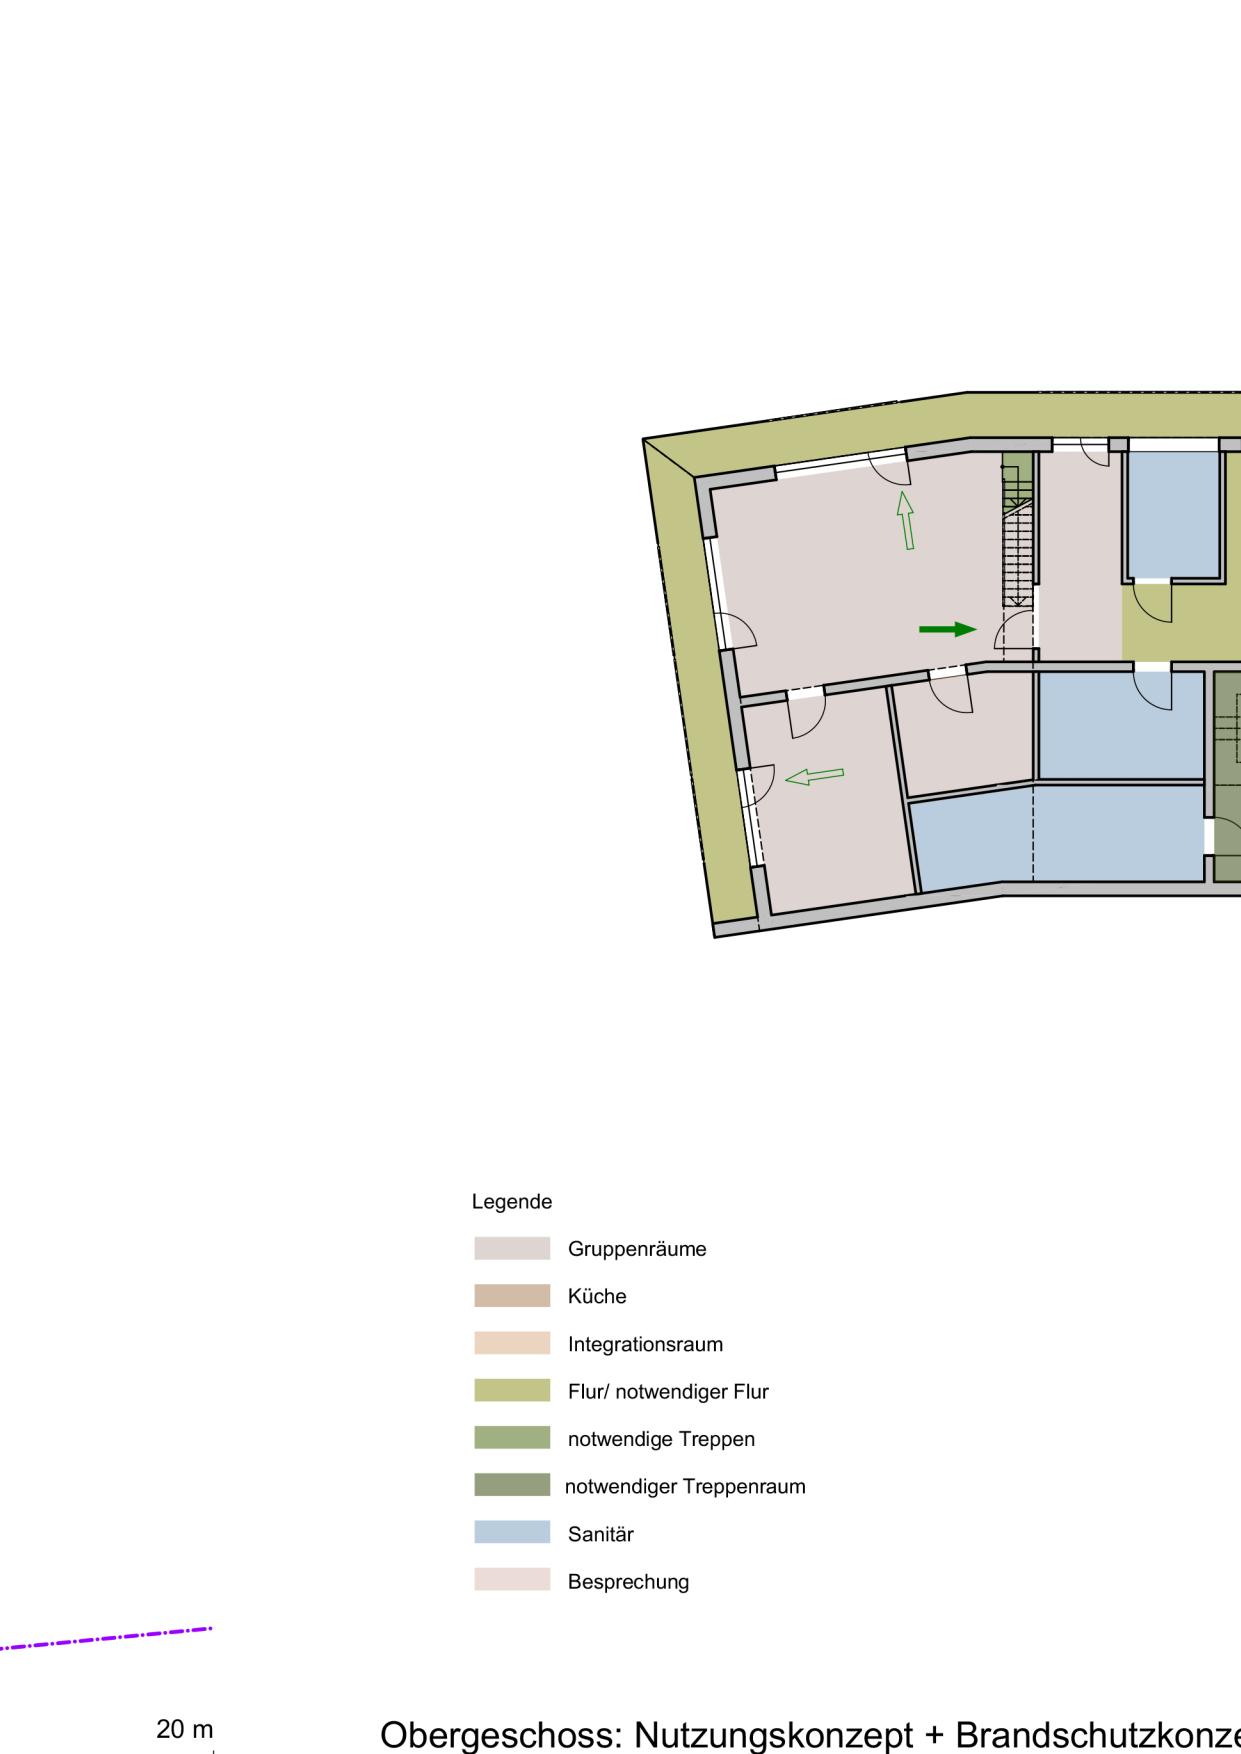 Legende
Gruppenräume
Küche
Integrationsraum
Flur/ notwendiger Flur
notwendige Treppen
notwendiger Treppenraum
Sanitär
Besprechung
20 m
Obergeschoss: Nutzungskonzept + Brandschutzkonze